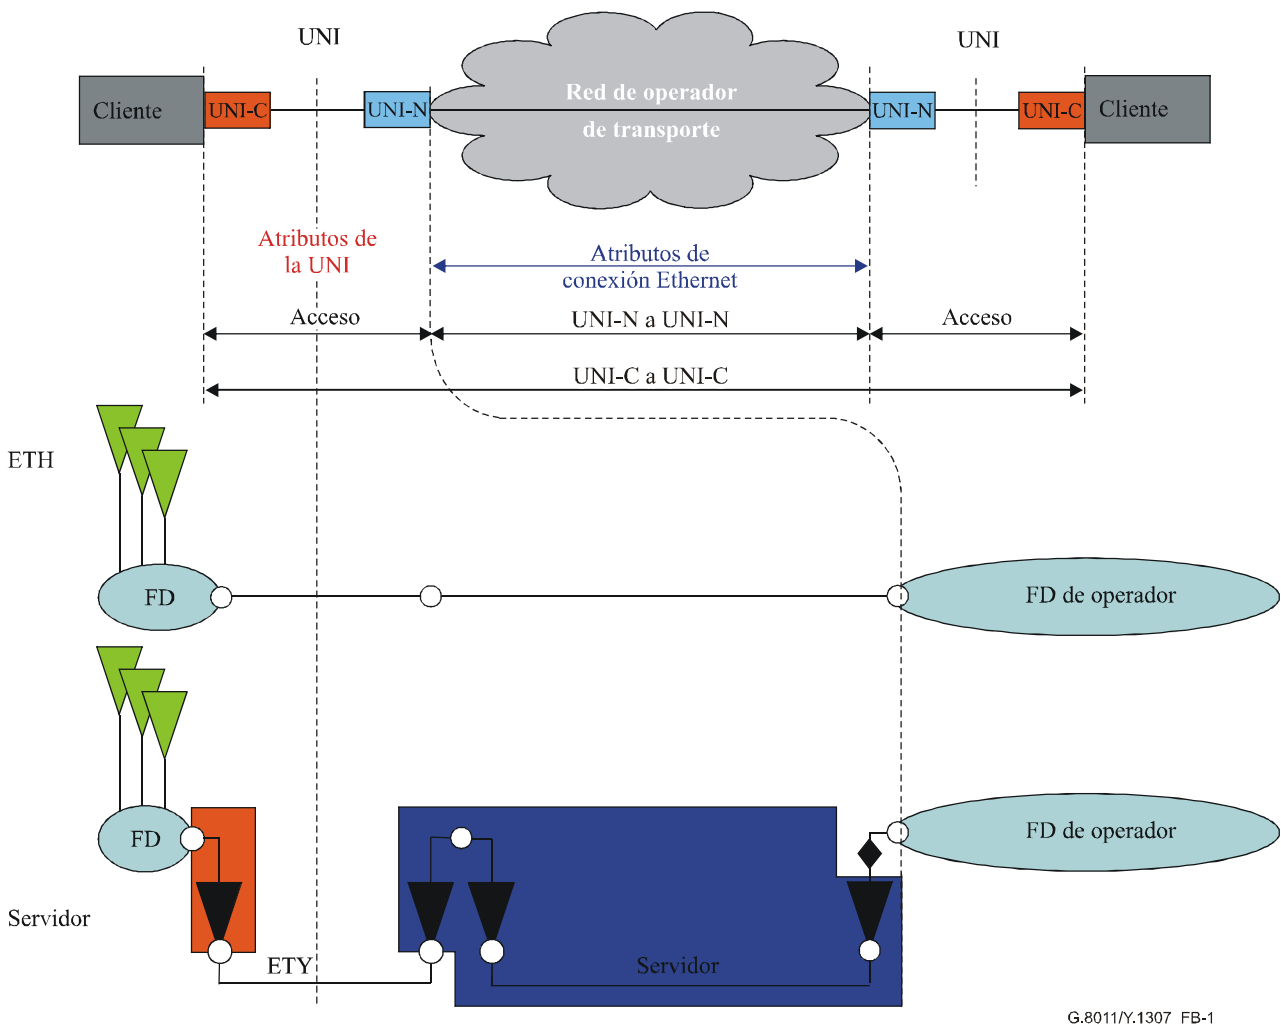 UNI
UNI
Cliente
UNI-C
UNI-N
Red de operador
de transporte
UNI-N
UNI-C
Cliente
Atributos de
la UNI
Atributos de
conexión Ethernet
Acceso
UNI-N a UNI-N
Acceso
UNI-C a UNI-C
ETH
FD
FD de operador
FD
FD de operador
Servidor
ETY
Servidor
G.8011/Y.1307_FB-1